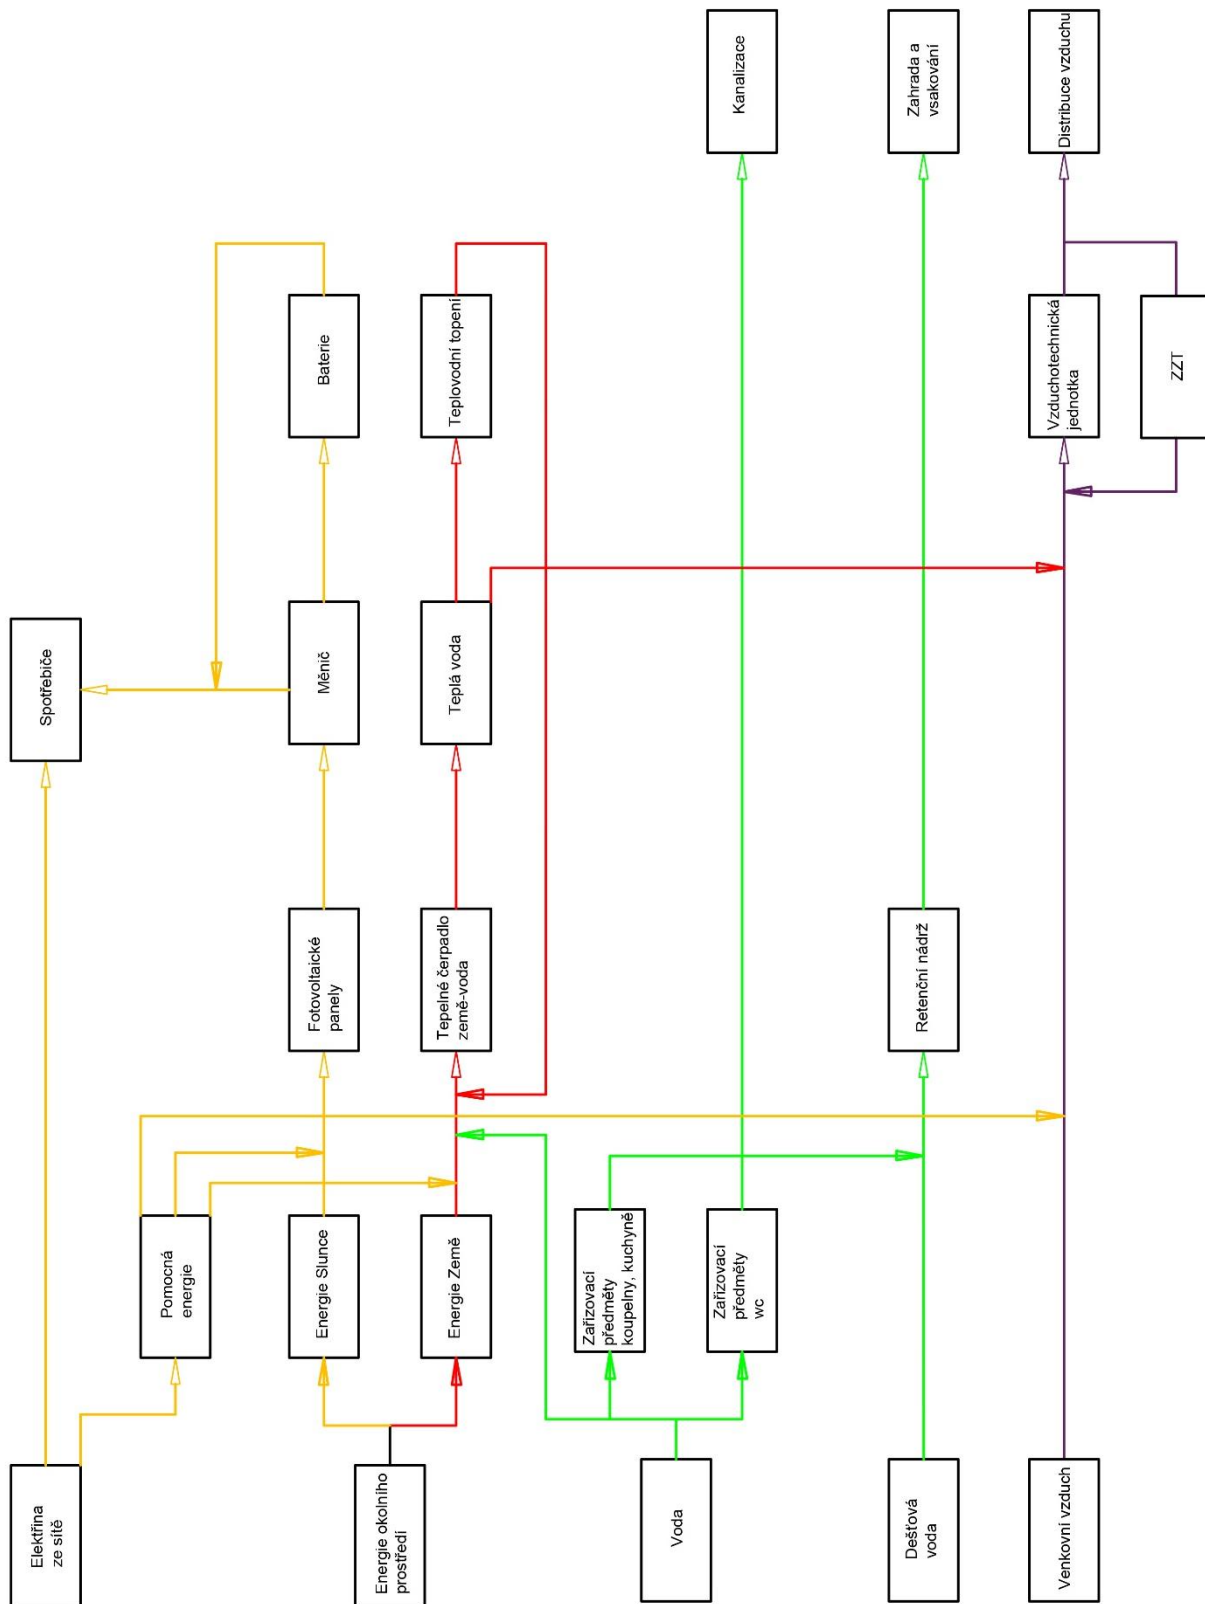 Elektřina
ze sítě
Spotřebiče
Pomocná
energie
Energie Slunce
Fotovoltaické
panely
Měnič
Baterie
Energie okolního
prostředí
Energie Země
Tepelné čerpadlo
země-voda
Teplá voda
Teplovodní topení
Zařizovací
předměty
koupelny, kuchyně
Voda
Zařizovací
předměty
wc
Kanalizace
Dešťová
voda
Retenční nádrž
Zahrada a
vsakování
Venkovní vzduch
Vzduchotechnická
jednotka
Distribuce vzduchu
ZZT